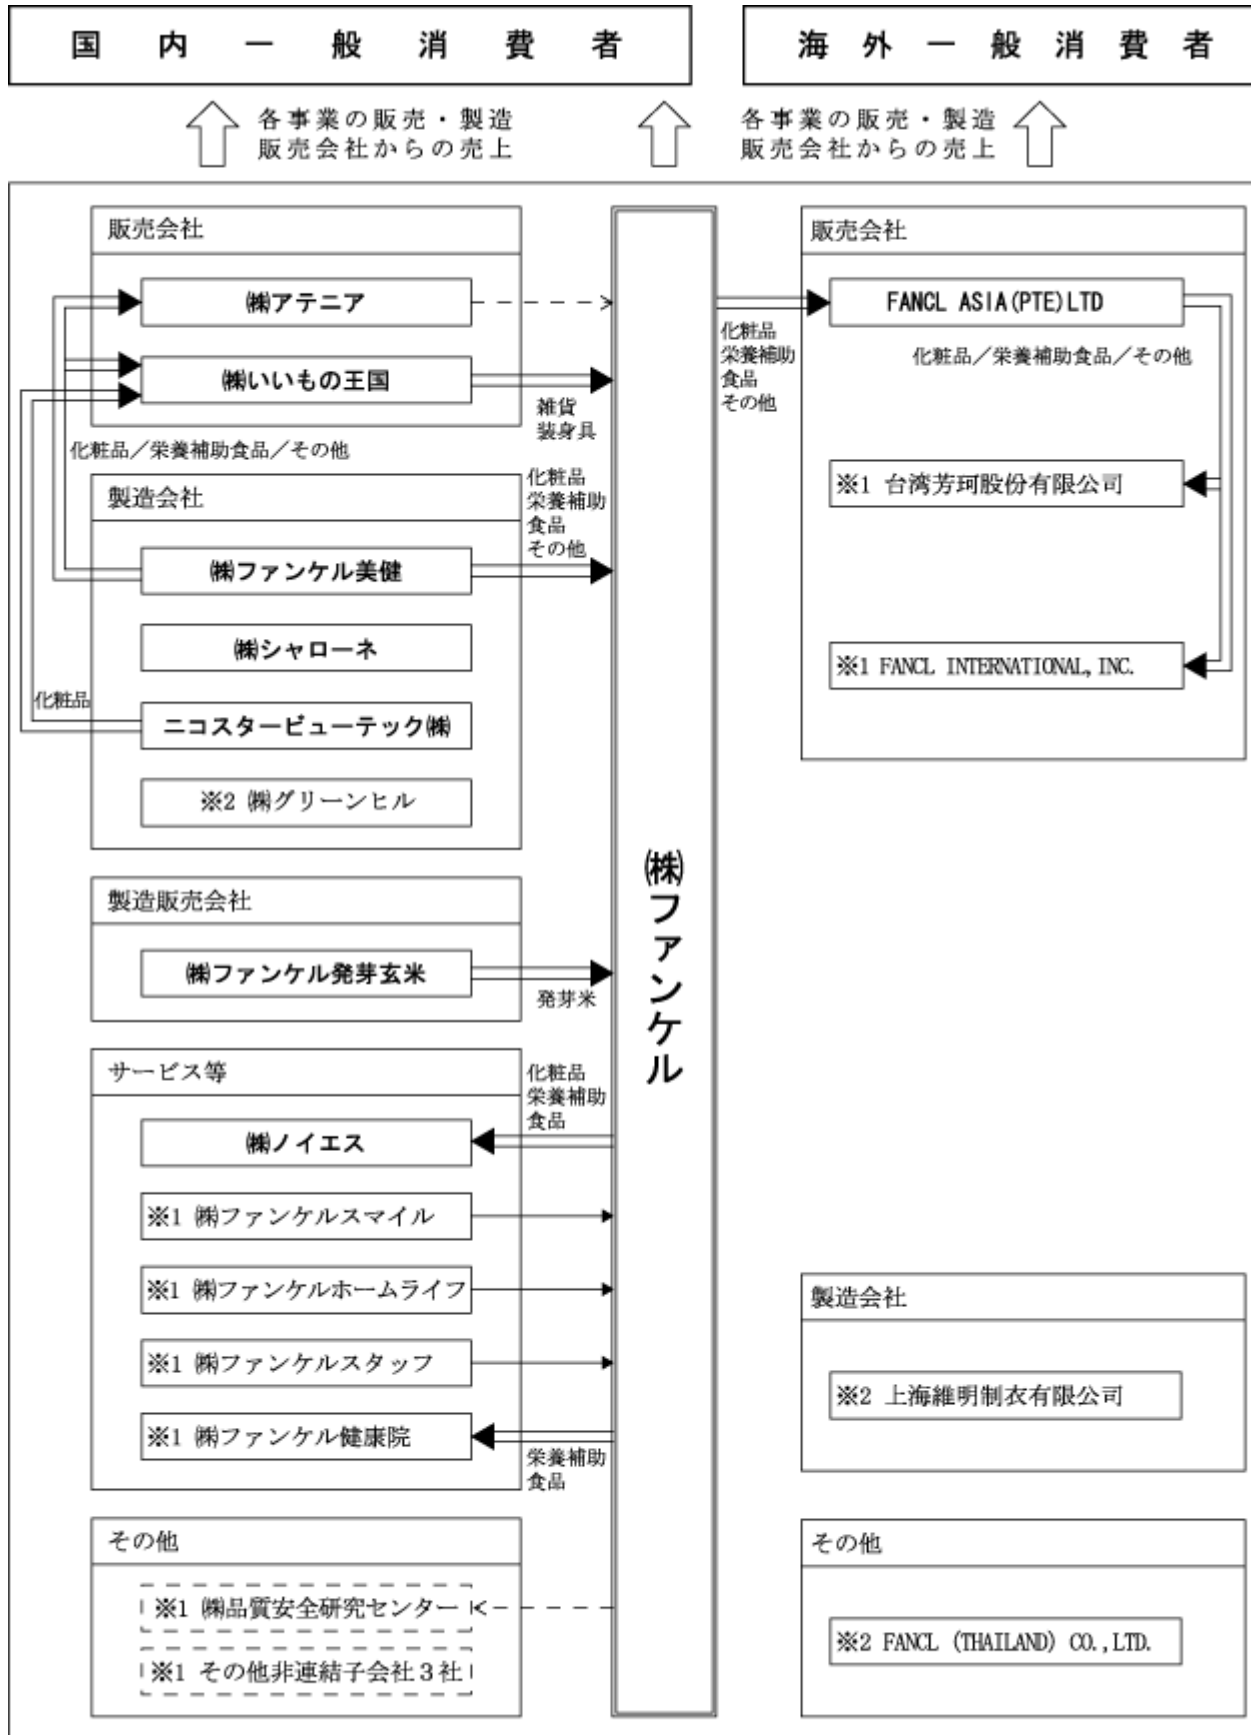 国内一般消費者
海外一般消費者
各事業の販売・製造
販売会社からの売上
各事業の販売・製造
販売会社からの売上
販売会社
㈱アテニア
㈱いいもの王国
雑貨
装身具
化粧品／栄養補助食品／その他
製造会社
化粧品
栄養補助
食品
その他
㈱ファンケル美健
㈱シャローネ
化粧品
ニコスタービューテック㈱
※2 ㈱グリーンヒル
製造販売会社
㈱ファンケル発芽玄米
発芽米
サービス等
化粧品
栄養補助
食品
㈱ノイエス
※1 ㈱ファンケルスマイル
※1 ㈱ファンケルホームライフ
※1 ㈱ファンケルスタッフ
※1 ㈱ファンケル健康院
栄養補助
食品
その他
※1 ㈱品質安全研究センター
※1 その他非連結子会社３社
㈱ファンケル
販売会社
FANCL ASIA(PTE)LTD
化粧品
栄養補助
食品
その他
化粧品／栄養補助食品／その他
※1 台湾芳珂股份有限公司
※1 FANCL INTERNATIONAL,INC.
製造会社
※2 上海維明制衣有限公司
その他
※2 FANCL (THAILAND) CO.,LTD.